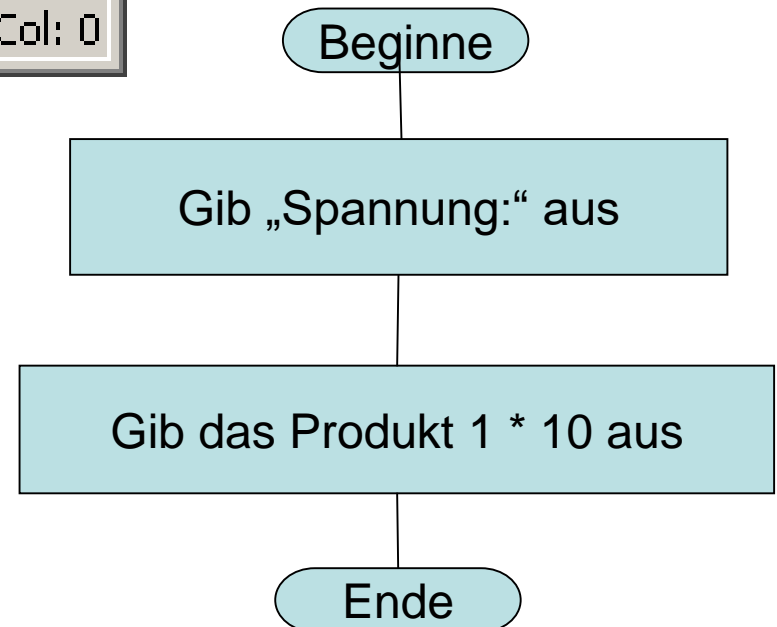 Col: 0
Beginne
Gib „Spannung:“ aus
Gib das Produkt 1 * 10 aus
Ende